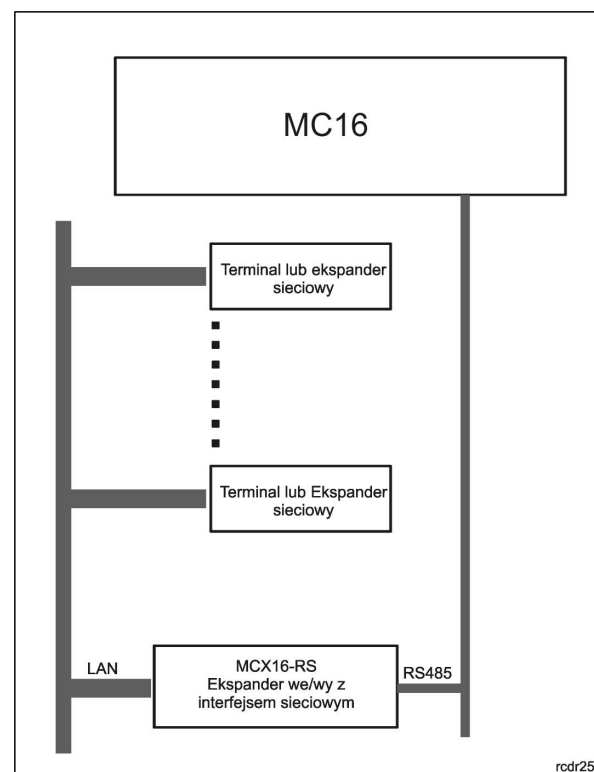 MC16
Terminal lub ekspander
sieciowy
Terminal lub Ekspander
sieciowy
LAN
MCX16-RS
Ekspander we/wy z
interfejsem sieciowym
RS485
rcdr25